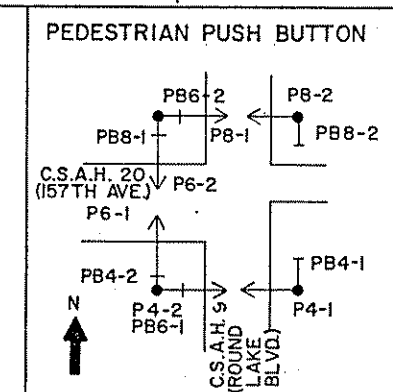 PEDESTRIAN PUSH BUTTON
PB6-2
P8-2
PB8-1
P8-1
PB8-2
C.S.A.H. 20
(157TH AVE.)
P6-2
P6-1
PB4-2
PB4-1
N
P4-2
PB6-1
P4-1
C.S.A.H. 9
(ROUND
LAKE
BLVD.)